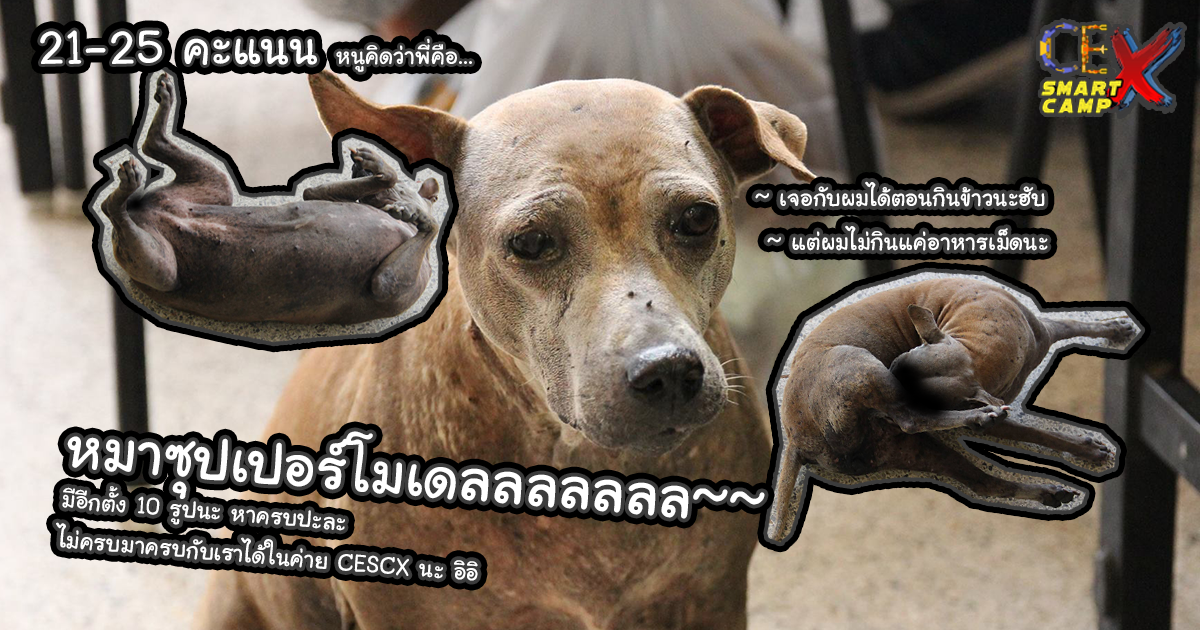 21-25 คะแนน หนูคิดว่าพี่คือ...
CEX
SMART
CAMP
~ เจอกับผมได้ตอนกินข้าวนะฮับ
~ แต่ผมไม่กินแค่อาหารเม็ดนะ
หมาซุปเปอร์โมเดลลลลลลลล~~
มีอีกตั้ง 10 รูปนะ หาครบปะละ
ไม่ครบมาครบกับเราได้ในค่าย CESCX นะ อิอิ